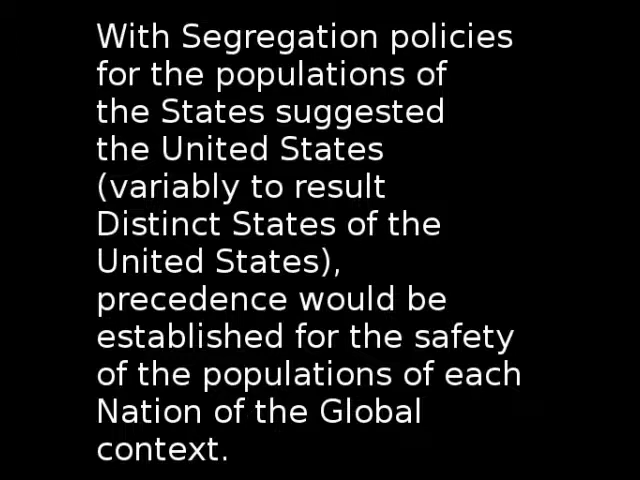 With Segregation policies
for the populations of
the States suggested
the United States
(variably to result
Distinct States of the
United States),
precedence would be
established for the safety
of the populations of each
Nation of the Global
context.